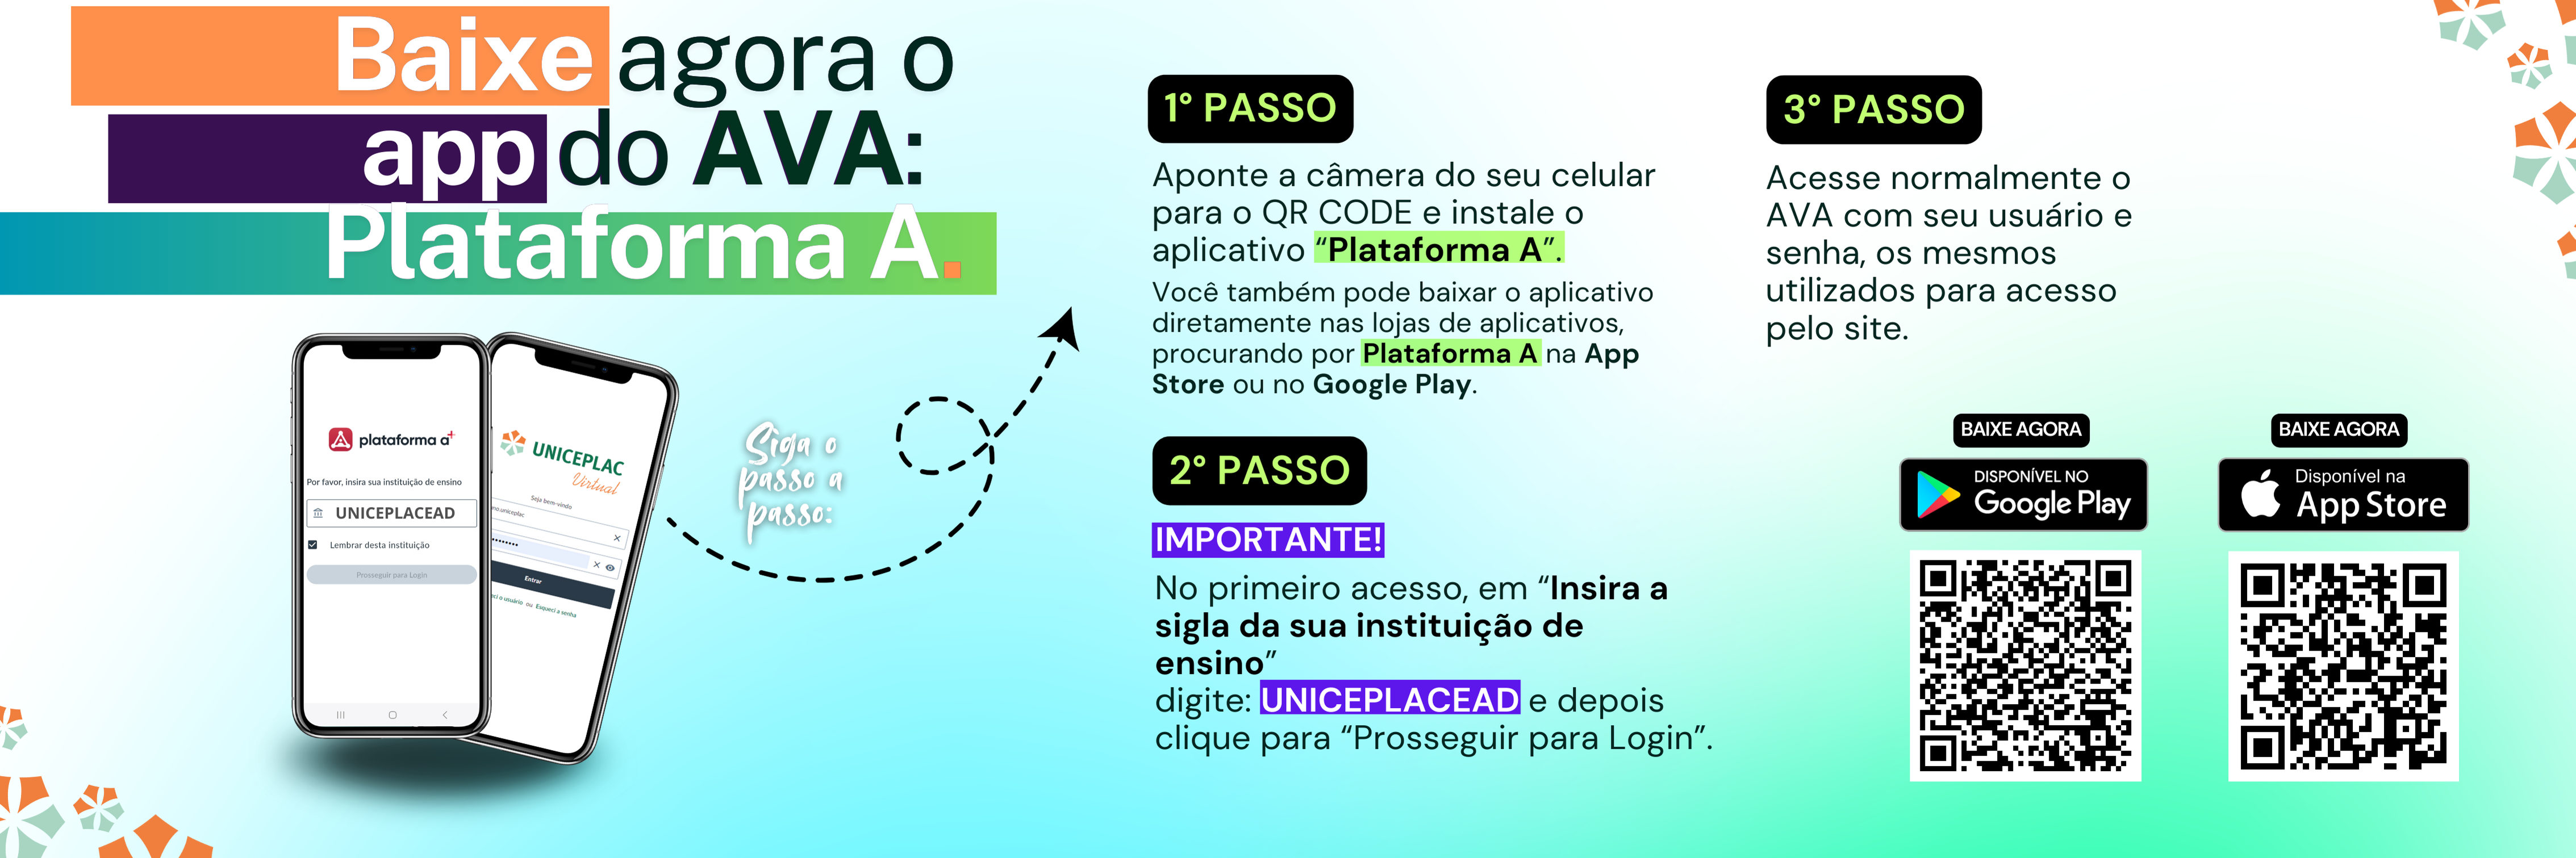 Baixe agora o
app do AVA:
Plataforma A.
plataforma a+
Por favor, insira sua instituição de ensino
UNICEPLACEAD
Lembrar desta instituição
Prosseguir para Login
UNICEPLAC
Virtual
Seja bem-vindo
Entrar
ou Esqueci a senha
Siga o
passo a
passo:
1° PASSO
Aponte a câmera do seu celular
para o QR CODE e instale o
aplicativo “Plataforma A”.
Você também pode baixar o aplicativo
diretamente nas lojas de aplicativos,
procurando por Plataforma A na App
Store ou no Google Play.
2° PASSO
IMPORTANTE!
No primeiro acesso, em “Insira a
sigla da sua instituição de
ensino”
digite: UNICEPLACEAD e depois
clique para “Prosseguir para Login”.
3° PASSO
Acesse normalmente o
AVA com seu usuário e
senha, os mesmos
utilizados para acesso
pelo site.
BAIXE AGORA
DISPONÍVEL NO
Google Play
BAIXE AGORA
Disponível na
App Store